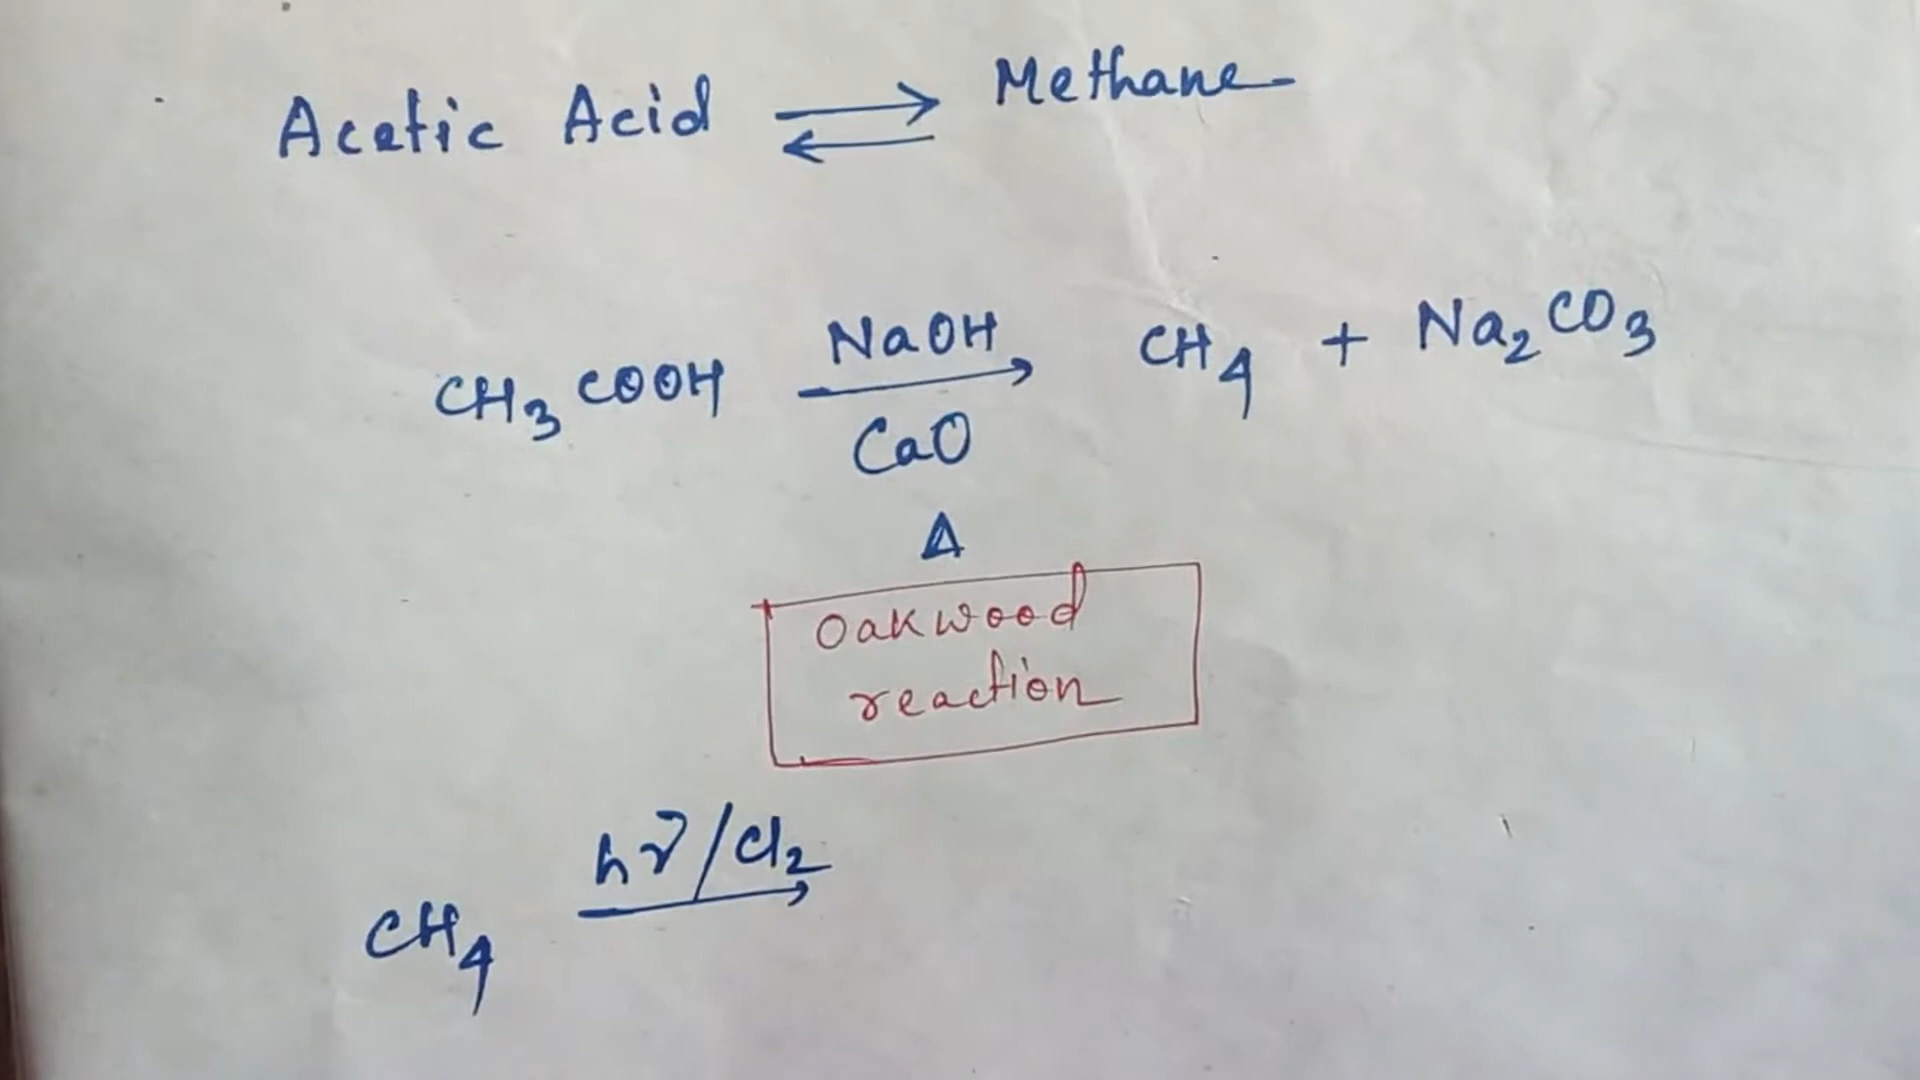 Acetic Acid ⇌ Methane
CH₃COOH NaOH → CH₄ + Na₂CO₃
CaO
Δ
Oakwood
reaction
CH₄ hν/Cl₂ →